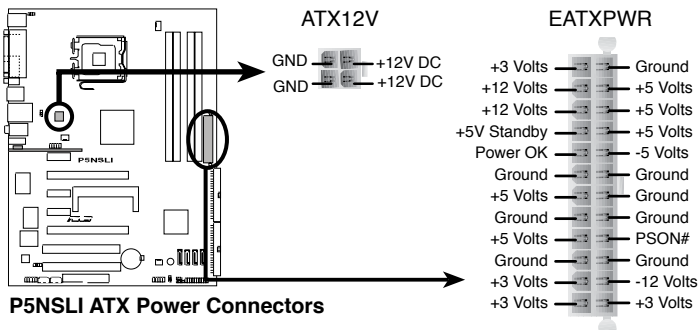 ATX12V
EATXPWR
GND
+12V DC
GND
+12V DC
+3 Volts
Ground
+12 Volts
+5 Volts
+12 Volts
+5 Volts
+5V Standby
+5 Volts
Power OK
-5 Volts
Ground
Ground
+5 Volts
Ground
Ground
Ground
+5 Volts
PSON#
Ground
Ground
+3 Volts
-12 Volts
+3 Volts
+3 Volts
P5NSLI
P5NSLI ATX Power Connectors